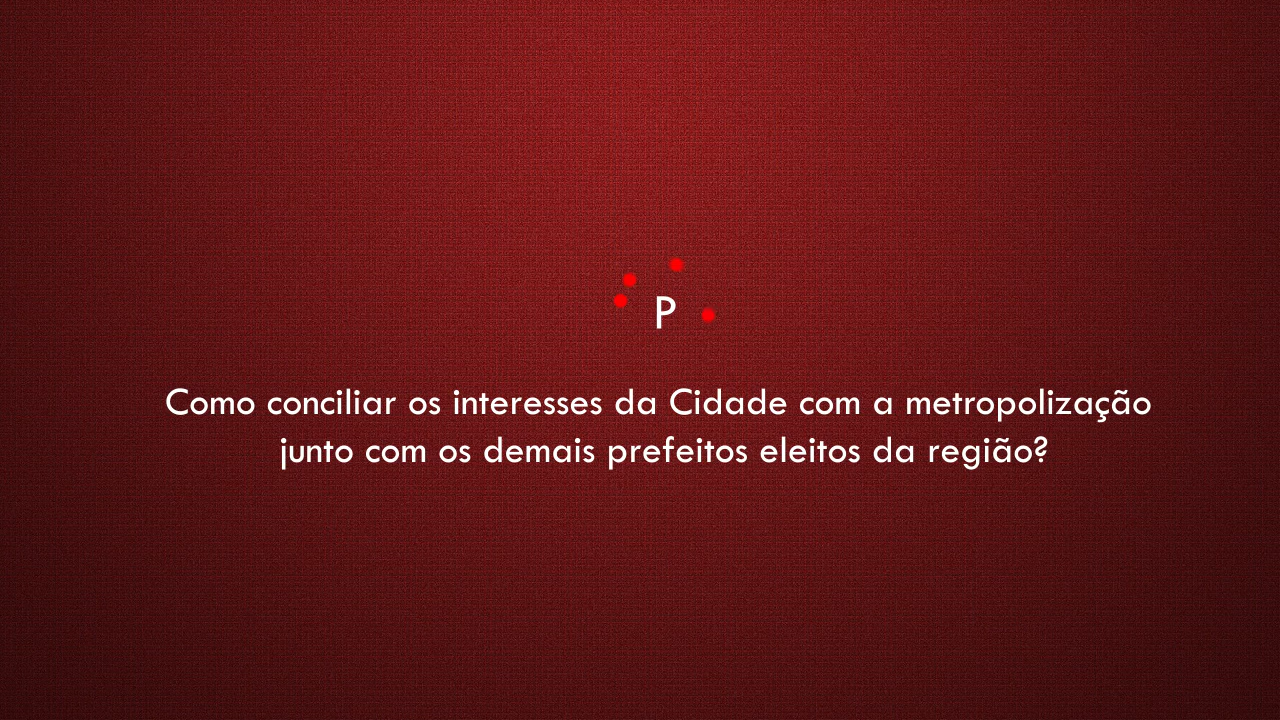 P
Como conciliar os interesses da Cidade com a metropolização
junto com os demais prefeitos eleitos da região?